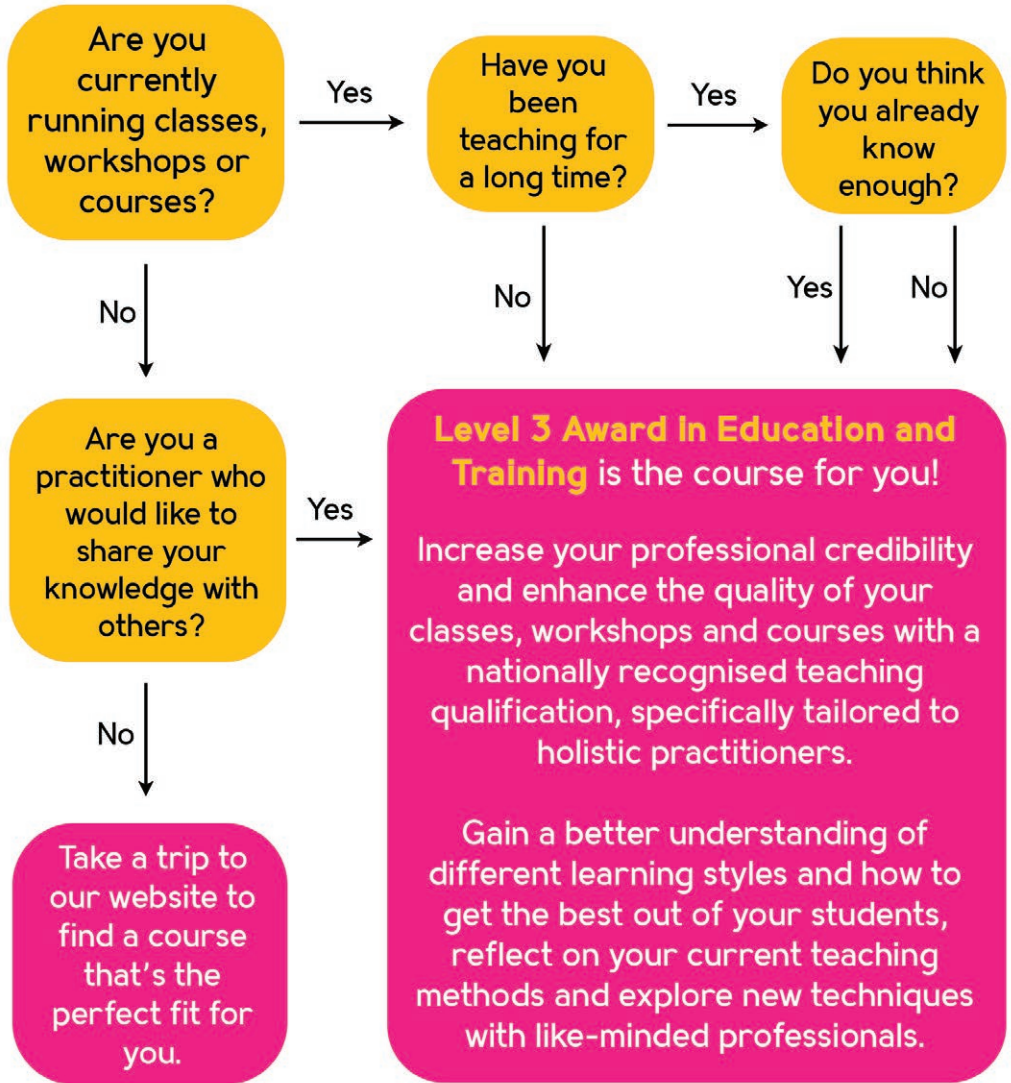 Are you
currently
running classes,
workshops or
courses?
Yes
Have you
been
teaching for
a long time?
Yes
Do you think
you already
know
enough?
No
No
Yes
No
Are you a
practitioner who
would like to
share your
knowledge with
others?
Yes
Level 3 Award in Education and
Training is the course for you!
Increase your professional credibility
and enhance the quality of your
classes, workshops and courses with a
nationally recognised teaching
qualification, specifically tailored to
holistic practitioners.
Gain a better understanding of
different learning styles and how to
get the best out of your students,
reflect on your current teaching
methods and explore new techniques
with like-minded professionals.
No
Take a trip to
our website to
find a course
that's the
perfect fit for
you.